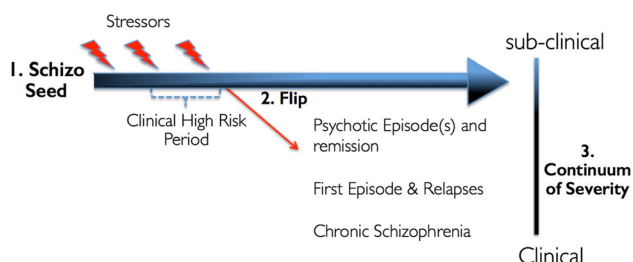 Stressors
sub-clinical
1. Schizo
Seed
2. Flip
Clinical High Risk
Period
Psychotic Episode(s) and
remission
First Episode & Relapses
Chronic Schizophrenia
3.
Continuum
of Severity
Clinical